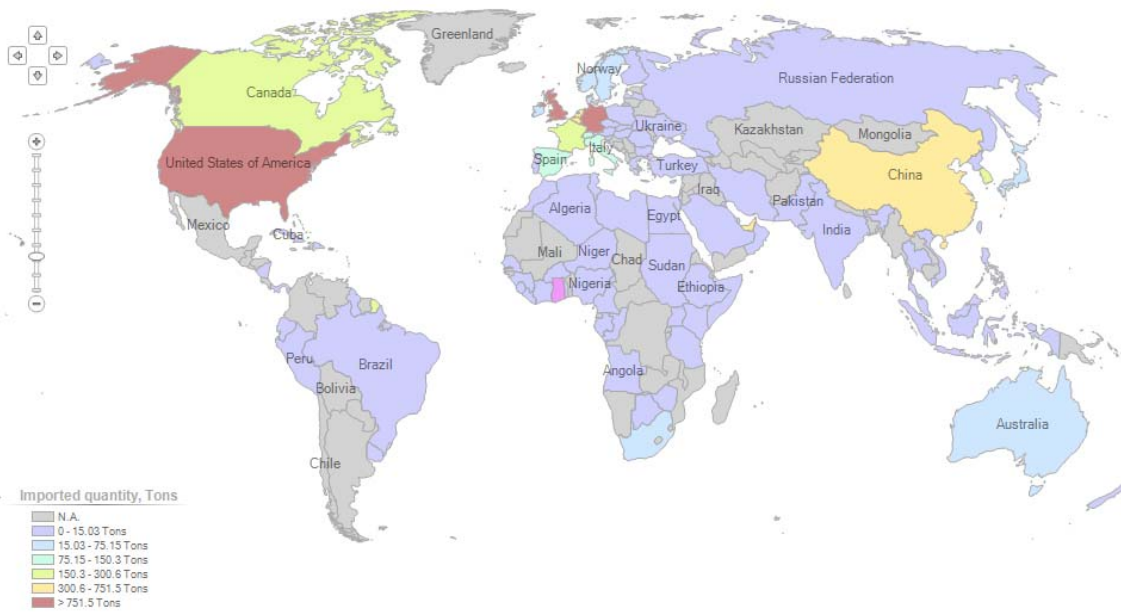 Greenland
Norway
Russian Federation
Canada
Ukraine
Kazakhstan
Mongolia
United States of America
Spain
Italy
Turkey
China
Iraq
Pakistan
Mexico
Algeria
Egypt
India
Cuba
Mali
Niger
Chad
Sudan
Nigeria
Ethiopia
Peru
Brazil
Angola
Bolivia
Australia
Chile
Imported quantity, Tons
N.A.
0 - 15.03 Tons
15.03 - 75.15 Tons
75.15 - 150.3 Tons
150.3 - 300.6 Tons
300.6 - 751.5 Tons
> 751.5 Tons